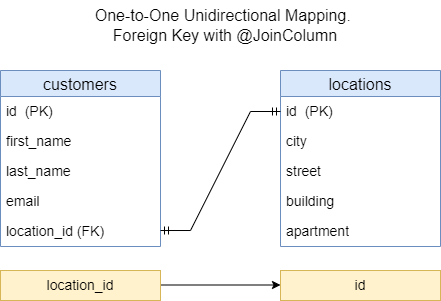 One-to-One Unidirectional Mapping.
Foreign Key with @JoinColumn
customers
id (PK)
first_name
last_name
email
location_id (FK)
locations
id (PK)
city
street
building
apartment
location_id
id